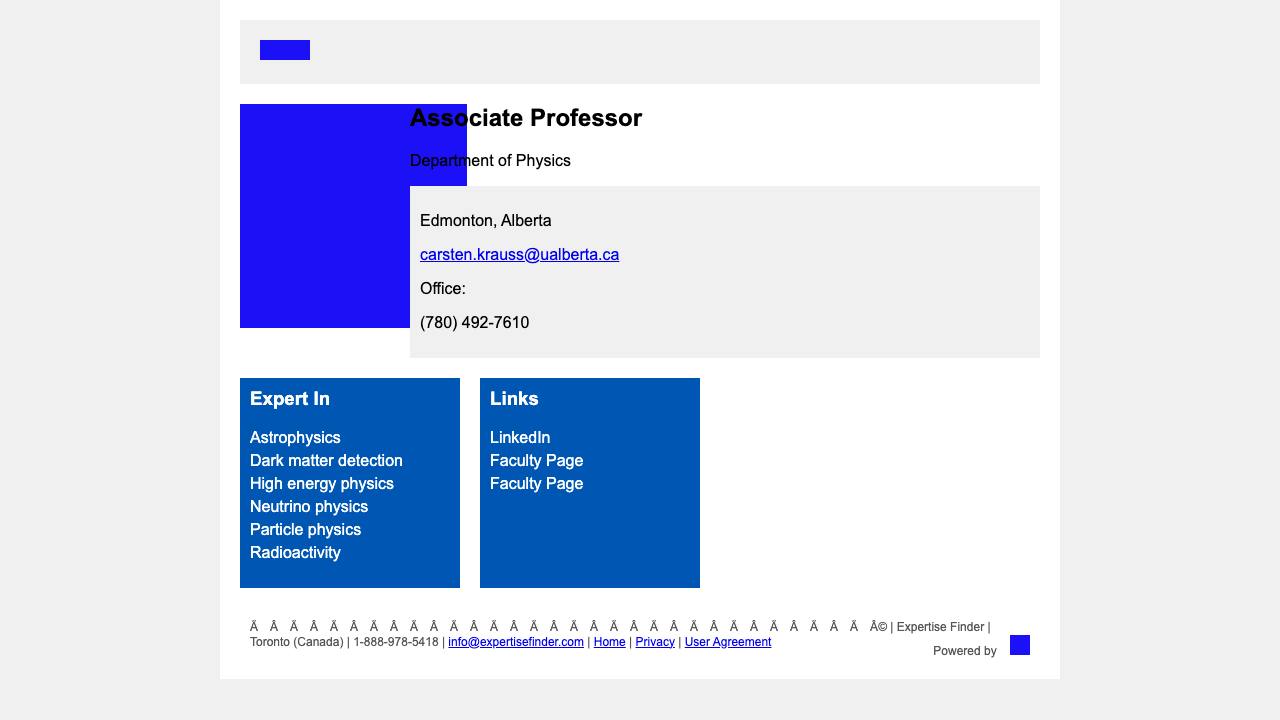 Associate Professor
Department of Physics
Edmonton, Alberta
carsten.krauss@ualberta.ca
Office:
(780) 492-7610
Expert In
Astrophysics
Dark matter detection
High energy physics
Neutrino physics
Particle physics
Radioactivity
Links
LinkedIn
Faculty Page
Faculty Page
Ã Â Ã Â Ã Ã Â Â Ã Â Ã Â Ã Â Ã Ã Â Ã Â Ã Â Ã Ã Â Ã Â Ã Â Ã Ã Â© | Expertise Finder |
Toronto (Canada) | 1-888-978-5418 | info@expertisefinder.com | Home | Privacy | User Agreement
Powered by